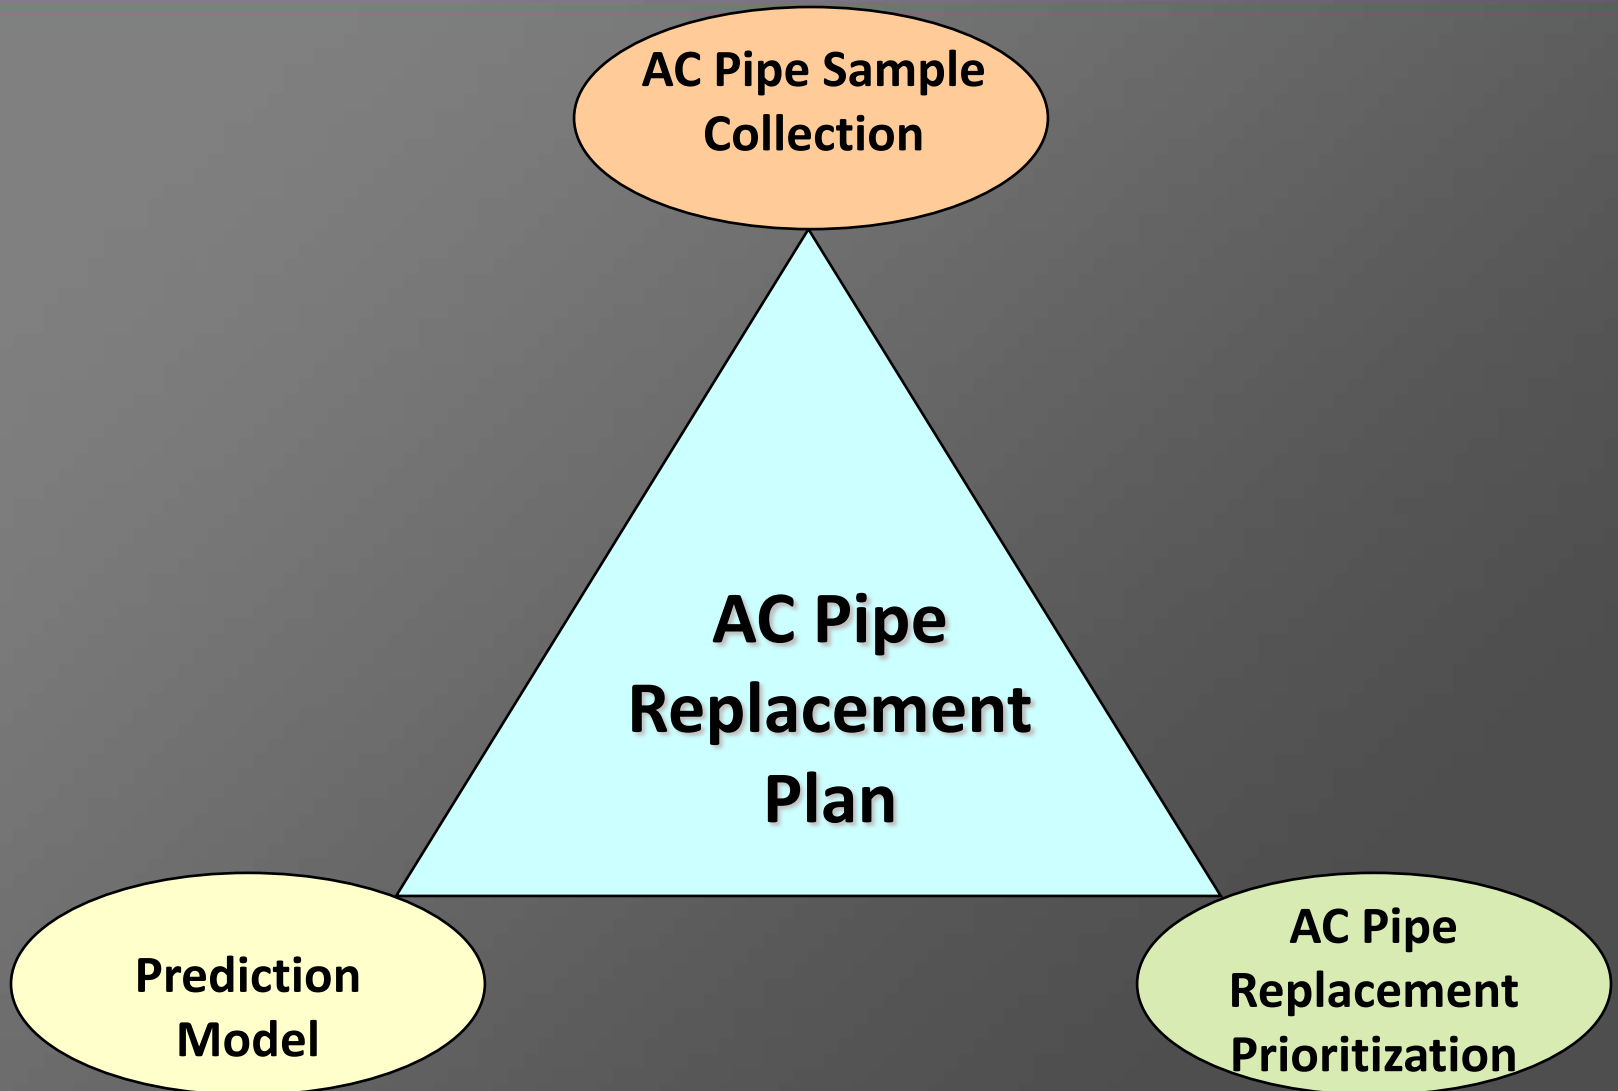 AC Pipe Sample
Collection
AC Pipe
Replacement
Plan
Prediction
Model
AC Pipe
Replacement
Prioritization